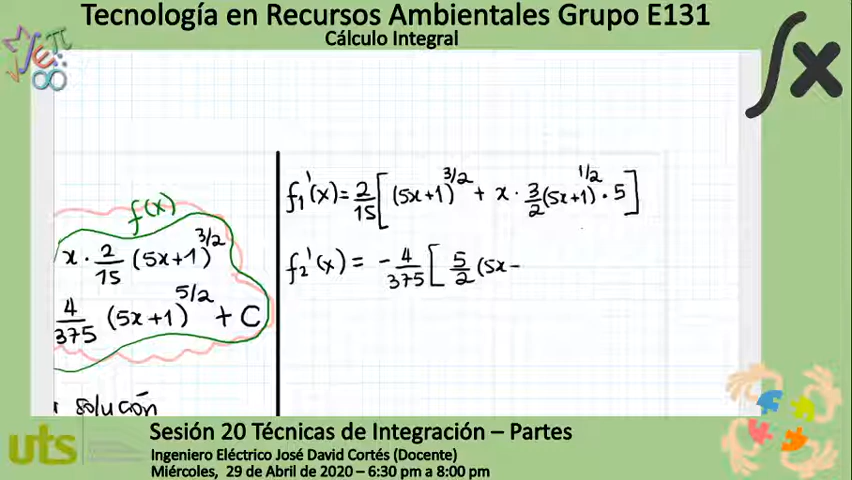 Tecnología en Recursos Ambientales Grupo E131
Cálculo Integral
∫x
f(x)
x · 2/15 (5x+1)^3/2
4/375 (5x+1)^5/2 + C
solución
f₁'(x) = 2/15 [ (5x+1)^3/2 + x · 3/2 (5x+1)^1/2 · 5 ]
f₂'(x) = - 4/375 [ 5/2 (5x -
uts
Sesión 20 Técnicas de Integración – Partes
Ingeniero Eléctrico José David Cortés (Docente)
Miércoles, 29 de Abril de 2020 – 6:30 pm a 8:00 pm